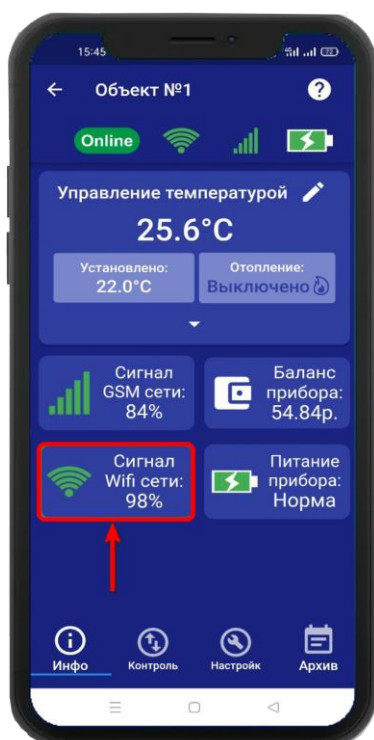 15:45
72
Объект №1
?
Online
Управление температурой
25.6°C
Установлено:
22.0°C
Отопление:
Выключено
Сигнал
GSM сети:
84%
Баланс
прибора:
54.84р.
Сигнал
Wifi сети:
98%
Питание
прибора:
Норма
Инфо
Контроль
Настройк
Архив